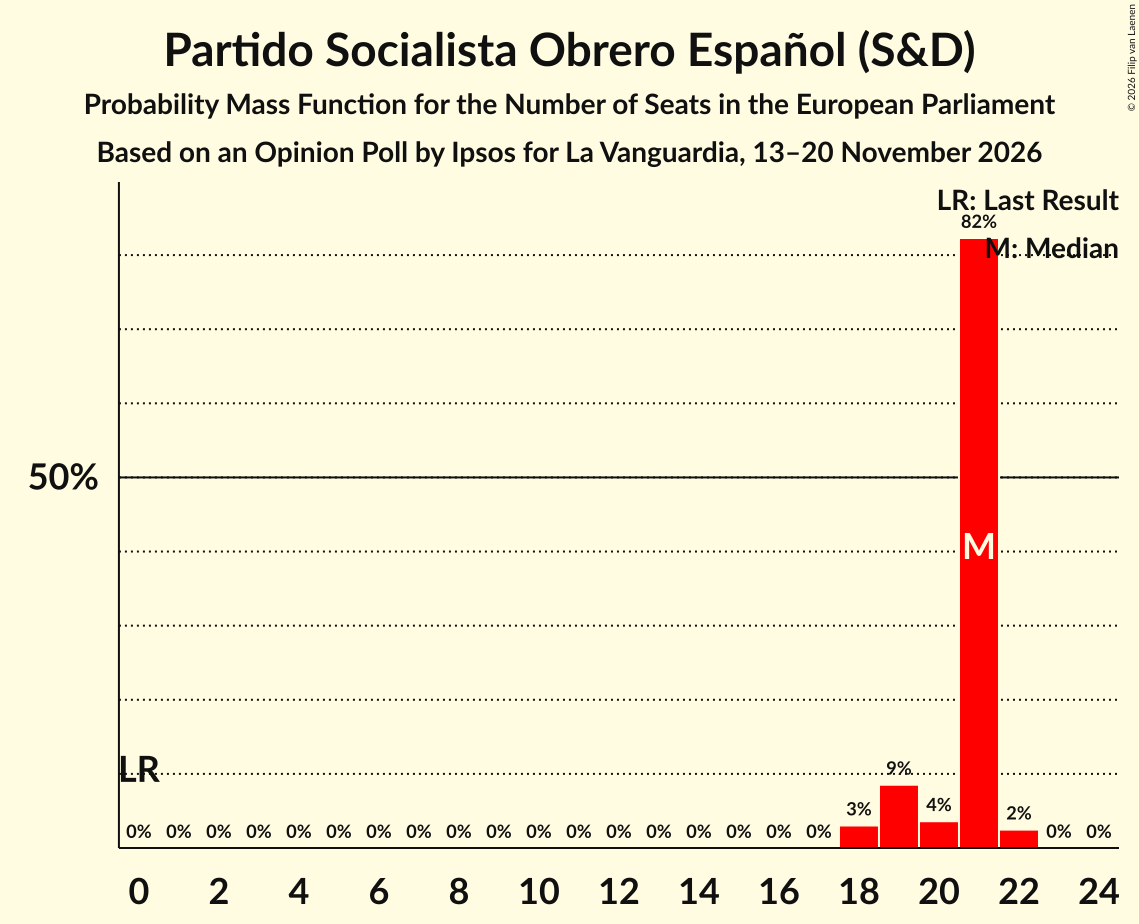 Partido Socialista Obrero Español (S&D)
Probability Mass Function for the Number of Seats in the European Parliament
Based on an Opinion Poll by Ipsos for La Vanguardia, 13–20 November 2026
© 2026 Filip van Laenen
LR: Last Result
82%
M: Median
50%
M
LR
0% 0% 0% 0% 0% 0% 0% 0% 0% 0% 0% 0% 0% 0% 0% 0% 0% 0% 3% 9% 4% 2% 0% 0%
0 2 4 6 8 10 12 14 16 18 20 22 24